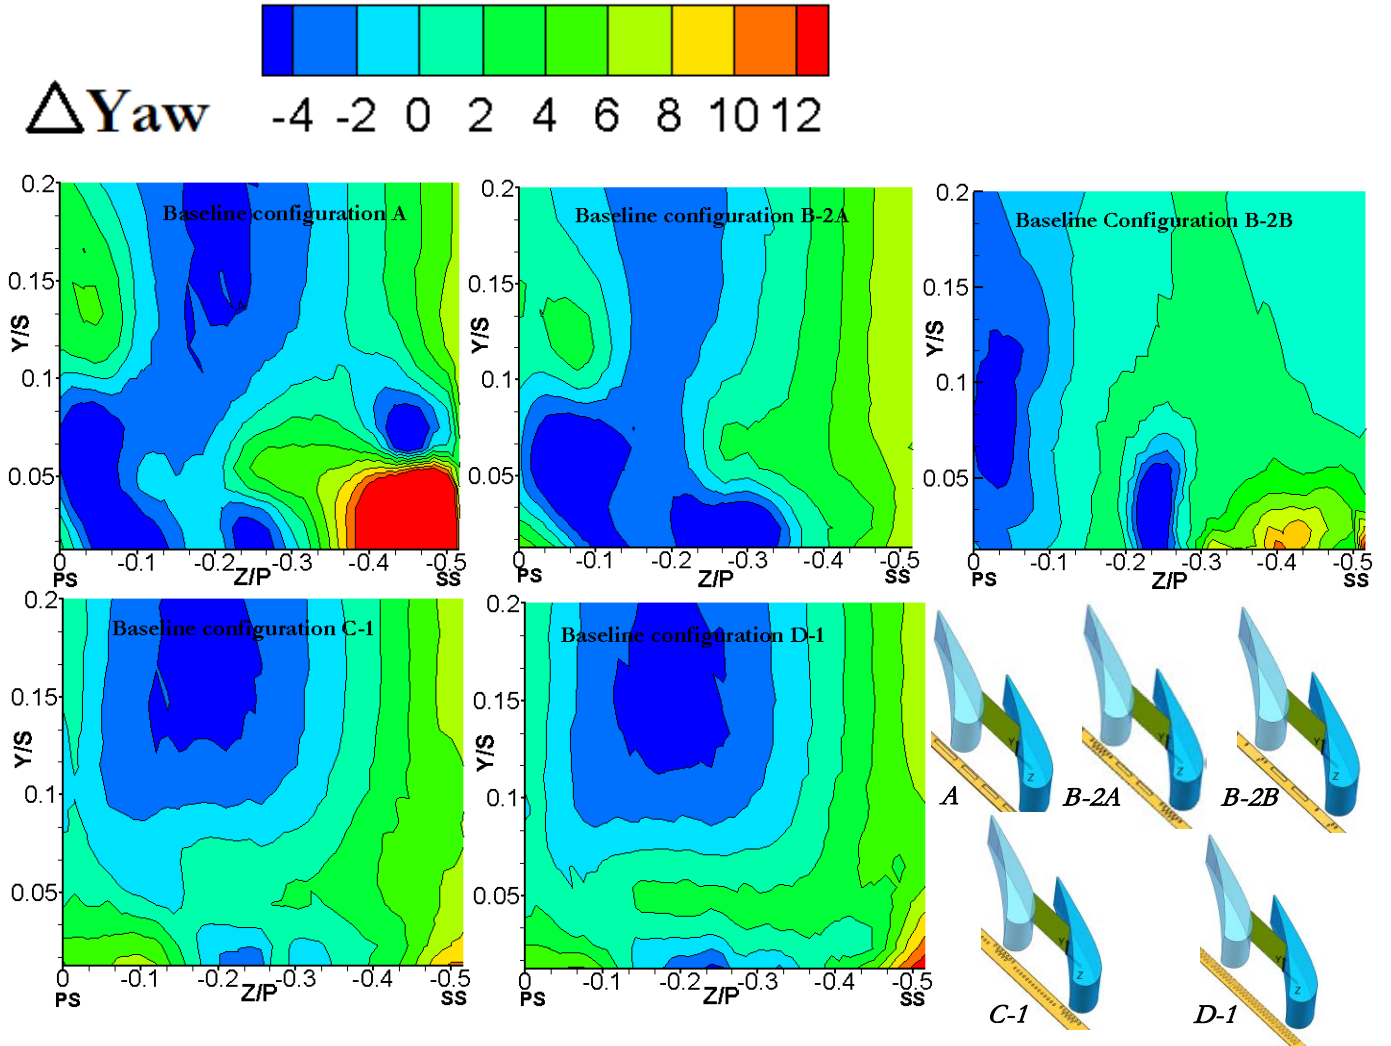 △Yaw
-4 -2 0 2 4 6 8 10 12
Baseline configuration A
Y/S
0.2
0.15
0.1
0.05
0 -0.1 -0.2 -0.3 -0.4 -0.5
PS Z/P SS
Baseline configuration B-2A
Y/S
0.2
0.15
0.1
0.05
0 -0.1 -0.2 -0.3 -0.4 -0.5
PS Z/P SS
Baseline Configuration B-2B
Y/S
0.2
0.15
0.1
0.05
0 -0.1 -0.2 -0.3 -0.4 -0.5
PS Z/P SS
Baseline configuration C-1
Y/S
0.2
0.15
0.1
0.05
0 -0.1 -0.2 -0.3 -0.4 -0.5
PS Z/P SS
Baseline configuration D-1
Y/S
0.2
0.15
0.1
0.05
0 -0.1 -0.2 -0.3 -0.4 -0.5
PS Z/P SS
Y
Z
A
Y
Z
B-2A
Y
Z
B-2B
Y
Z
C-1
Y
Z
D-1